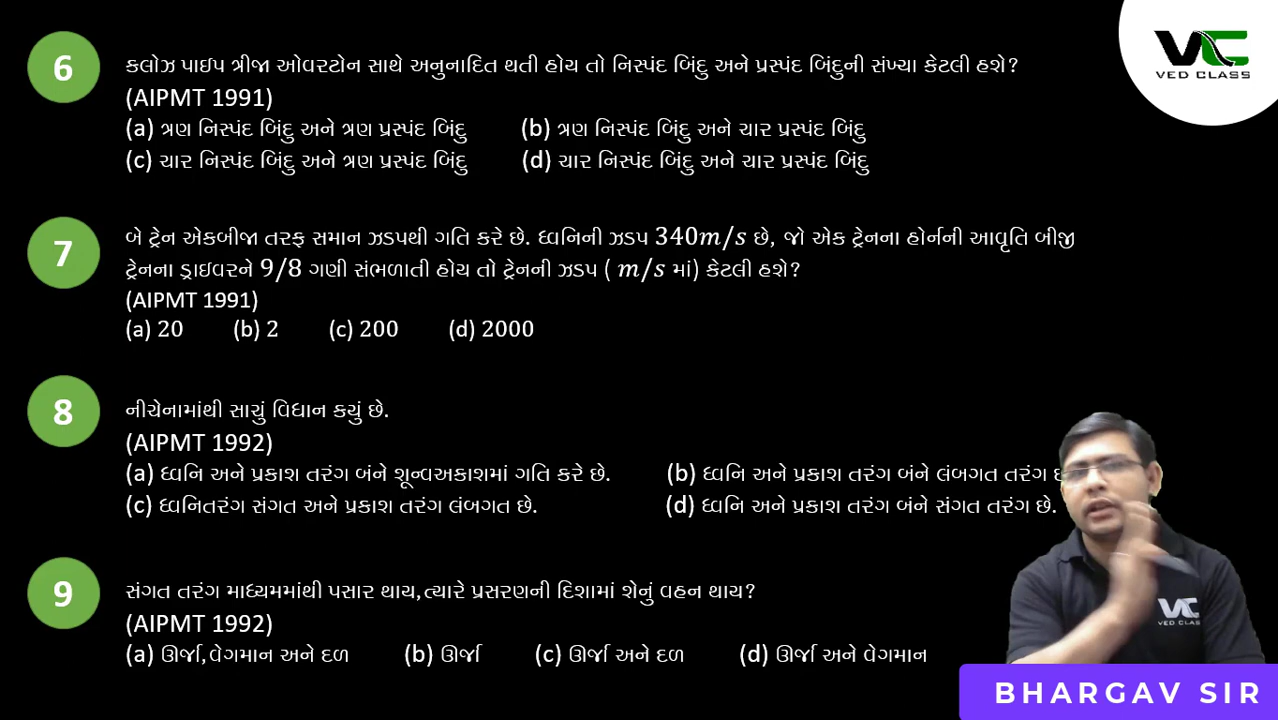 VED CLASS
6
કલોઝ પાઇપ ત્રીજા ઓવરટોન સાથે અનુનાદિત થતી હોય તો નિસ્પંદ બિંદુ અને પ્રસ્પંદ બિંદુની સંખ્યા કેટલી હશે?
(AIPMT 1991)
(a) ત્રણ નિસ્પંદ બિંદુ અને ત્રણ પ્રસ્પંદ બિંદુ (b) ત્રણ નિસ્પંદ બિંદુ અને ચાર પ્રસ્પંદ બિંદુ
(c) ચાર નિસ્પંદ બિંદુ અને ત્રણ પ્રસ્પંદ બિંદુ (d) ચાર નિસ્પંદ બિંદુ અને ચાર પ્રસ્પંદ બિંદુ
7
બે ટ્રેન એકબીજા તરફ સમાન ઝડપથી ગતિ કરે છે. ધ્વનિની ઝડપ 340m/s છે, જો એક ટ્રેનના હોર્નની આવૃતિ બીજી
ટ્રેનના ડ્રાઇવરને 9/8 ગણી સંભળાતી હોય તો ટ્રેનની ઝડપ ( m/s માં) કેટલી હશે?
(AIPMT 1991)
(a) 20 (b) 2 (c) 200 (d) 2000
8
નીચેનામાંથી સાચું વિધાન કયું છે.
(AIPMT 1992)
(a) ધ્વનિ અને પ્રકાશ તરંગ બંને શૂન્વઅકાશમાં ગતિ કરે છે. (b) ધ્વનિ અને પ્રકાશ તરંગ બંને લંબગત તરંગ
(c) ધ્વનિતરંગ સંગત અને પ્રકાશ તરંગ લંબગત છે. (d) ધ્વનિ અને પ્રકાશ તરંગ બંને સંગત તરંગ છે.
9
સંગત તરંગ માધ્યમમાંથી પસાર થાય,ત્યારે પ્રસરણની દિશામાં શેનું વહન થાય?
(AIPMT 1992)
(a) ઊર્જા,વેગમાન અને દળ (b) ઊર્જા (c) ઊર્જા અને દળ (d) ઊર્જા અને વેગમાન
VED CLASS
BHARGAV SIR